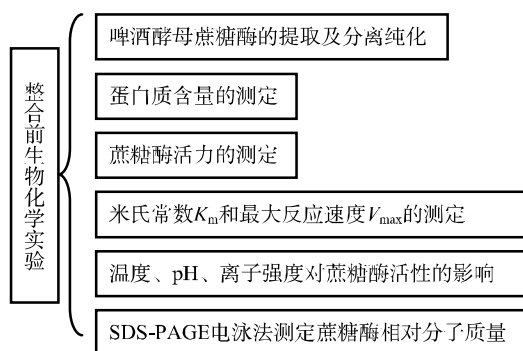 整合前生物化学实验
啤酒酵母蔗糖酶的提取及分离纯化
蛋白质含量的测定
蔗糖酶活力的测定
米氏常数Km和最大反应速度Vmax的测定
温度、pH、离子强度对蔗糖酶活性的影响
SDS-PAGE电泳法测定蔗糖酶相对分了质量